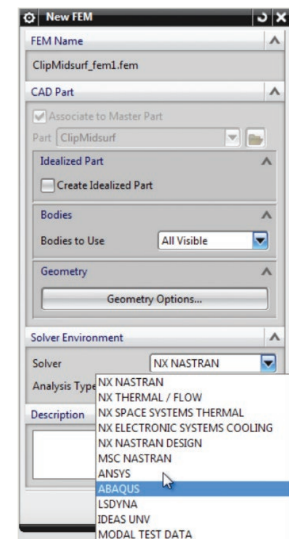 New FEM
FEM Name
ClipMidsurf_fem1.fem
CAD Part
Associate to Master Part
Part ClipMidsurf
Idealized Part
Create Idealized Part
Bodies
Bodies to Use All Visible
Geometry
Geometry Options...
Solver Environment
Solver NX NASTRAN
Analysis Type
NX NASTRAN
NX THERMAL / FLOW
NX SPACE SYSTEMS THERMAL
Description
NX ELECTRONIC SYSTEMS COOLING
NX NASTRAN DESIGN
MSC NASTRAN
ANSYS
ABAQUS
LSDYNA
IDEAS UNV
MODAL TEST DATA